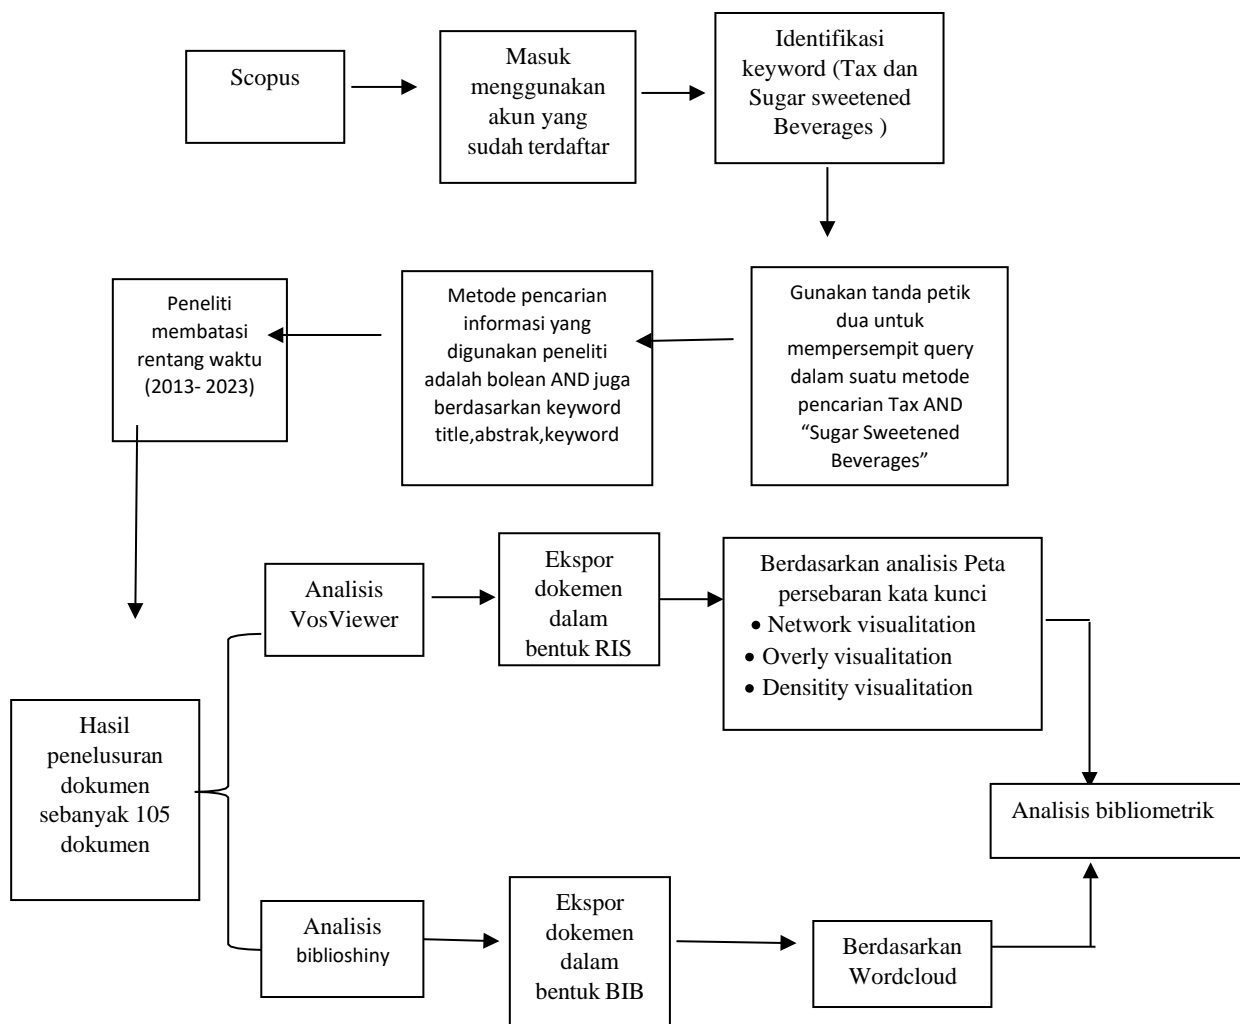 Scopus
Masuk
menggunakan
akun yang
sudah terdaftar
Identifikasi
keyword (Tax dan
Sugar sweetened
Beverages )
Gunakan tanda petik
dua untuk
mempersempit query
dalam suatu metode
pencarian Tax AND
“Sugar Sweetened
Beverages”
Metode pencarian
informasi yang
digunakan peneliti
adalah bolean AND juga
berdasarkan keyword
title,abstrak,keyword
Peneliti
membatasi
rentang waktu
(2013- 2023)
Hasil
penelusuran
dokumen
sebanyak 105
dokumen
Analisis
VosViewer
Ekspor
dokemen
dalam
bentuk RIS
Berdasarkan analisis Peta
persebaran kata kunci
• Network visualitation
• Overly visualitation
• Densitity visualitation
Analisis
biblioshiny
Ekspor
dokemen
dalam
bentuk BIB
Berdasarkan
Wordcloud
Analisis bibliometrik